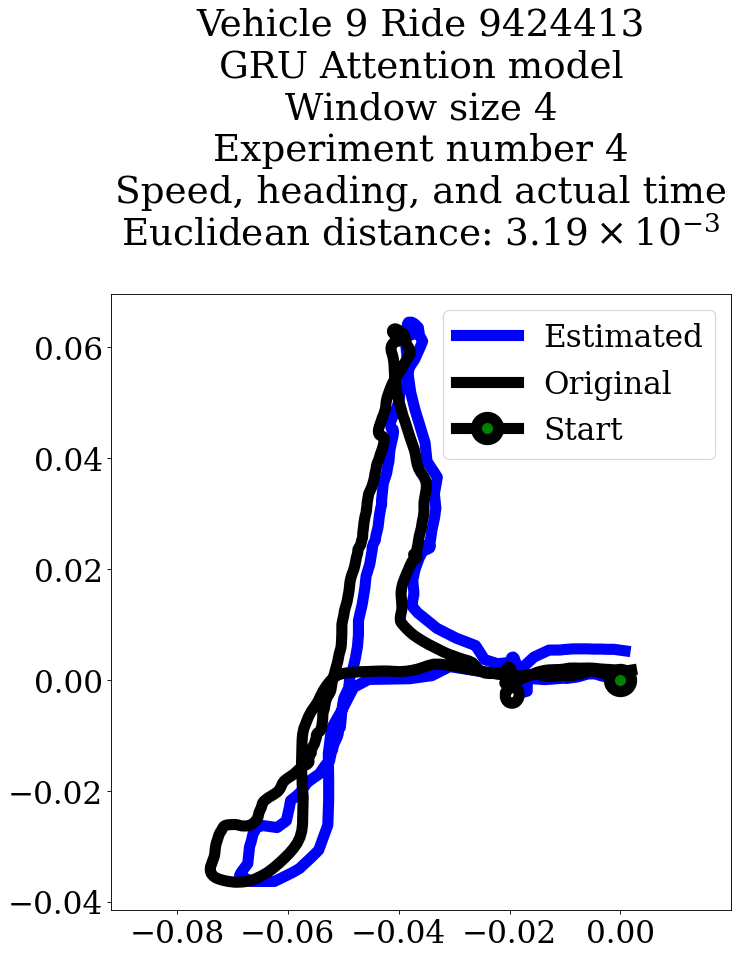 Vehicle 9 Ride 9424413
GRU Attention model
Window size 4
Experiment number 4
Speed, heading, and actual time
Euclidean distance: 3.19 × 10⁻³
Estimated
Original
Start
0.06
0.04
0.02
0.00
−0.02
−0.04
−0.08 −0.06 −0.04 −0.02 0.00